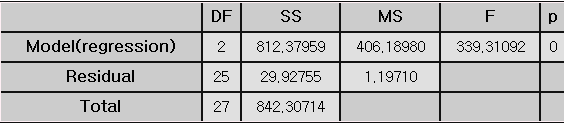 DF SS MS F p
Model(regression) 2 812,37959 406,18980 339,31092 0
Residual 25 29,92755 1,19710
Total 27 842,30714